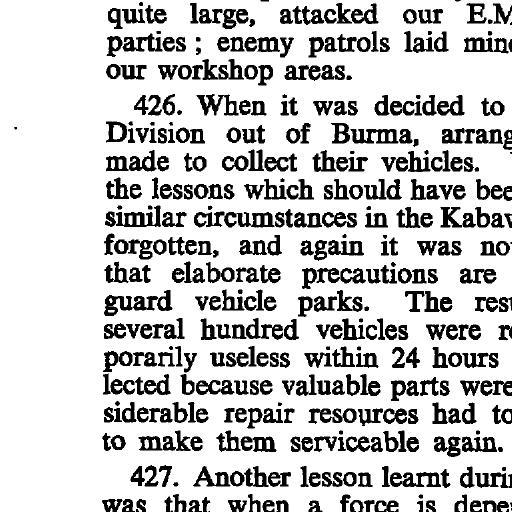 quite large, attacked our E.M
parties ; enemy patrols laid min
our workshop areas.
426. When it was decided to
Division out of Burma, arrang
made to collect their vehicles.
the lessons which should have bee
similar circumstances in the Kabaw
forgotten, and again it was no
that elaborate precautions are
guard vehicle parks. The res
several hundred vehicles were r
porarily useless within 24 hours
lected because valuable parts were
siderable repair resources had to
to make them serviceable again.
427. Another lesson learnt duri
was that when a force is depe